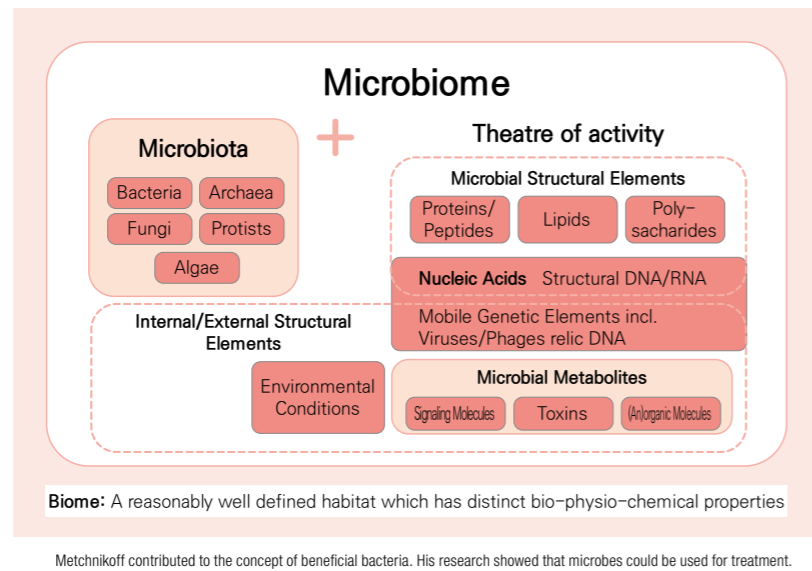 Microbiome
Microbiota
Bacteria
Archaea
Fungi
Protists
Algae
+
Theatre of activity
Microbial Structural Elements
Proteins/
Peptides
Lipids
Poly-
sacharides
Nucleic Acids Structural DNA/RNA
Mobile Genetic Elements incl.
Viruses/Phages relic DNA
Internal/External Structural
Elements
Environmental
Conditions
Microbial Metabolites
Signaling Molecules
Toxins
(An)organic Molecules
Biome: A reasonably well defined habitat which has distinct bio-physio-chemical properties
Metchnikoff contributed to the concept of beneficial bacteria. His research showed that microbes could be used for treatment.